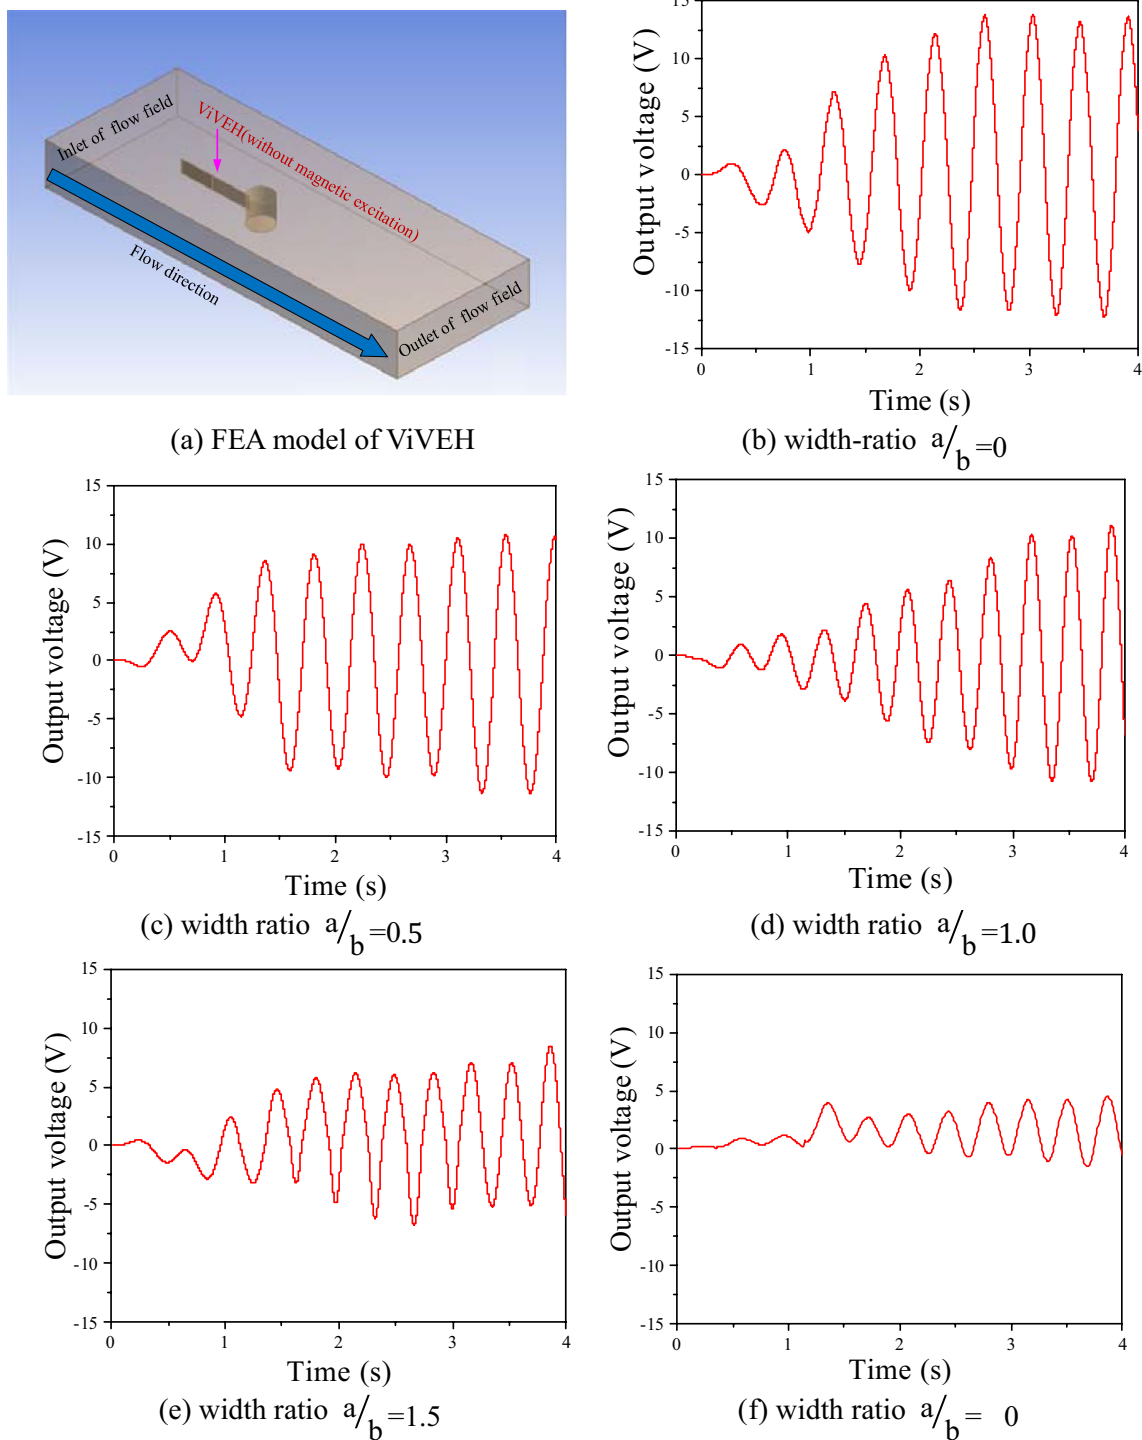 Inlet of flow field
ViVEH(without magnetic excitation)
Flow direction
Outlet of flow field
(a) FEA model of ViVEH
Output voltage (V)
15
10
5
0
-5
-10
-15
0 1 2 3 4
Time (s)
(b) width-ratio a/b=0
Output voltage (V)
15
10
5
0
-5
-10
-15
0 1 2 3 4
Time (s)
(c) width ratio a/b=0.5
Output voltage (V)
15
10
5
0
-5
-10
-15
0 1 2 3 4
Time (s)
(d) width ratio a/b=1.0
Output voltage (V)
15
10
5
0
-5
-10
-15
0 1 2 3 4
Time (s)
(e) width ratio a/b=1.5
Output voltage (V)
15
10
5
0
-5
-10
-15
0 1 2 3 4
Time (s)
(f) width ratio a/b= 0